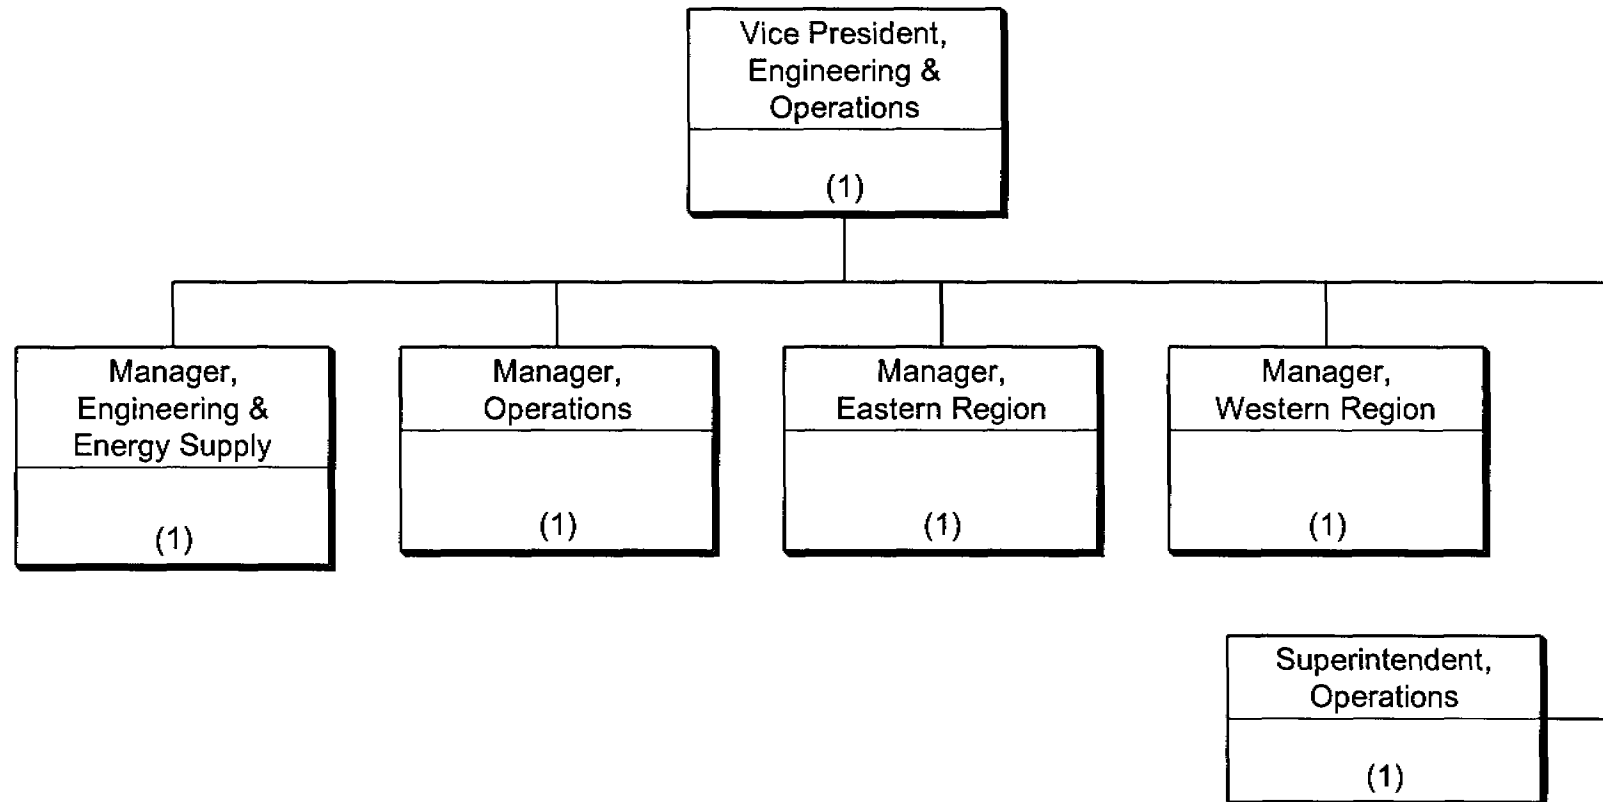 Vice President,
Engineering &
Operations
(1)
Manager,
Engineering &
Energy Supply
(1)
Manager,
Operations
(1)
Manager,
Eastern Region
(1)
Manager,
Western Region
(1)
Superintendent,
Operations
(1)